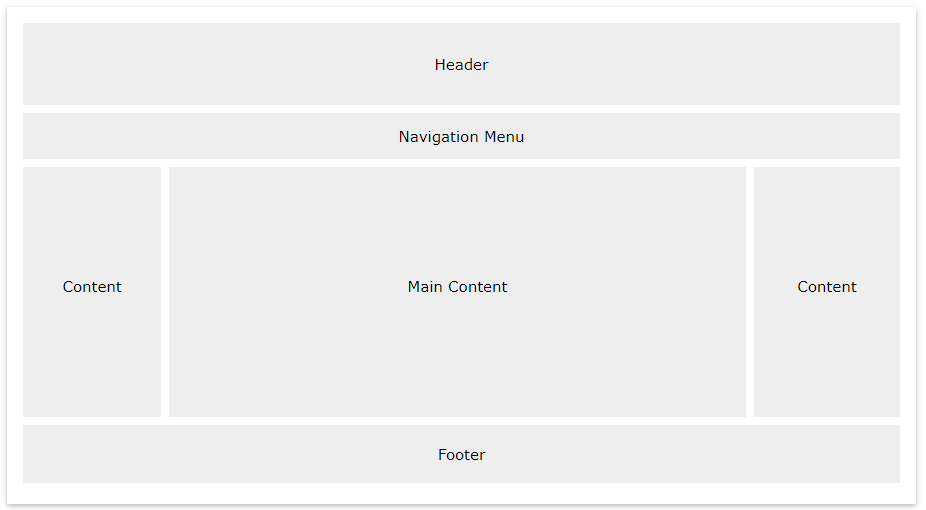 Header
Navigation Menu
Content
Main Content
Content
Footer